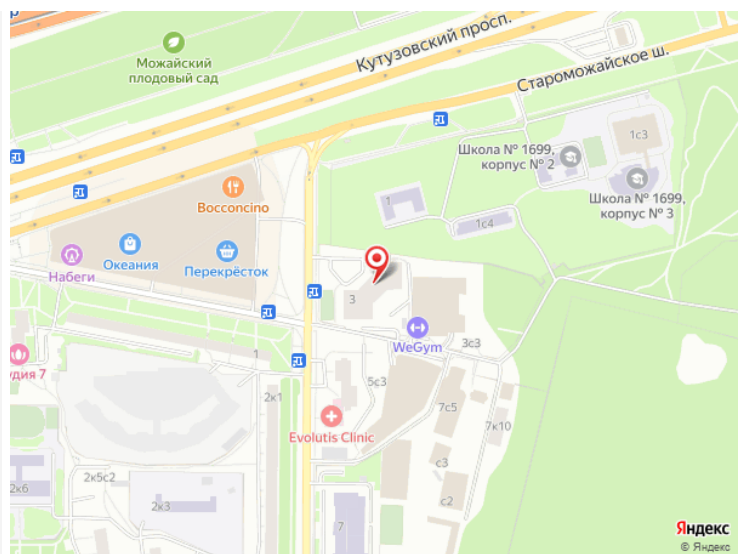 Можайский
плодовый сад
Кутузовский просп.
Староможайское ш.
1с3
Школа № 1699,
корпус № 2
Школа № 1699,
корпус № 3
Bocconcino
1
1с4
Набеги
Океания
Перекрёсток
3
WeGym
3с3
1
удия 7
2к1
5с3
7с5
7к10
Evolutis Clinic
с3
2к5с2
2к6
2к3
7
с2
Яндекс
© Яндекс